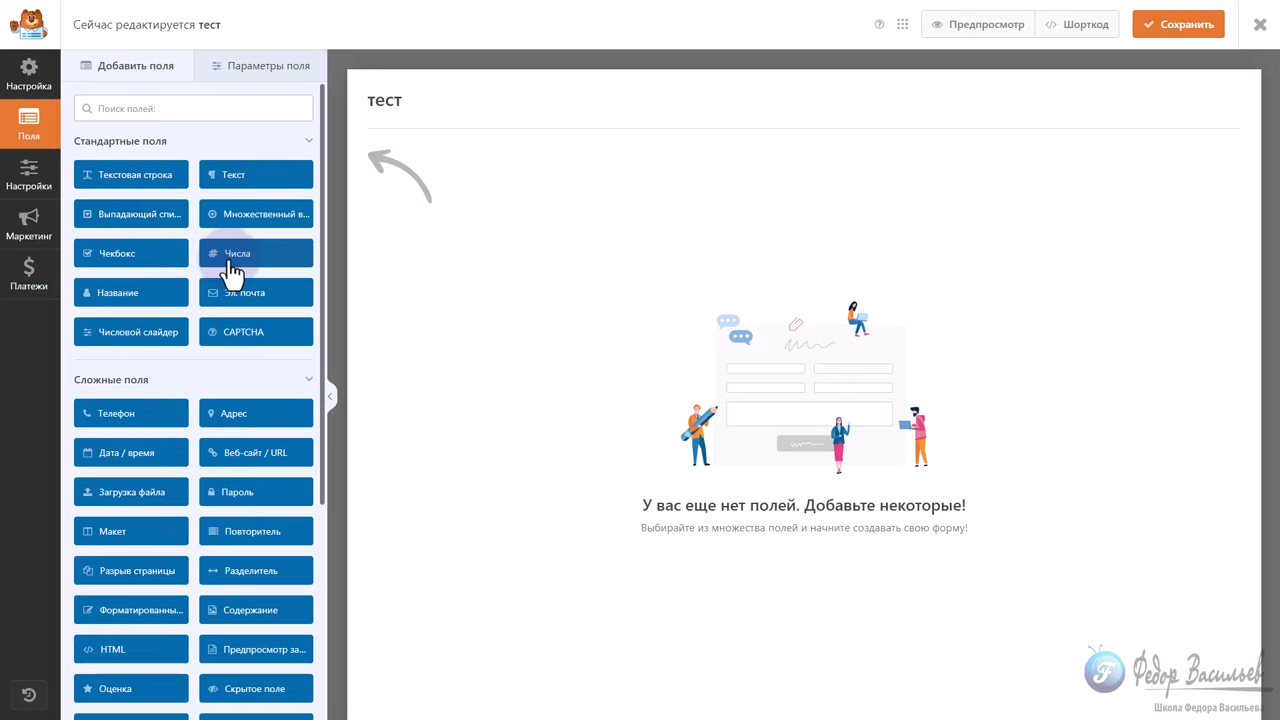 Сейчас редактируется тест
Предпросмотр
Шорткод
Сохранить
Настройка
Поля
Настройки
Маркетинг
Платежи
Добавить поля
Параметры поля
Поиск полей:
Стандартные поля
Текстовая строка
Текст
Выпадающий спи...
Множественный в...
Чекбокс
Числа
Название
Эл. почта
Числовой слайдер
CAPTCHA
Сложные поля
Телефон
Адрес
Дата / время
Веб-сайт / URL
Загрузка файла
Пароль
Макет
Повторитель
Разрыв страницы
Разделитель
Форматированны...
Содержание
HTML
Предпросмотр за...
Оценка
Скрытое поле
тест
У вас еще нет полей. Добавьте некоторые!
Выбирайте из множества полей и начните создавать свою форму!
Федор Васильев
Школа Федора Васильева